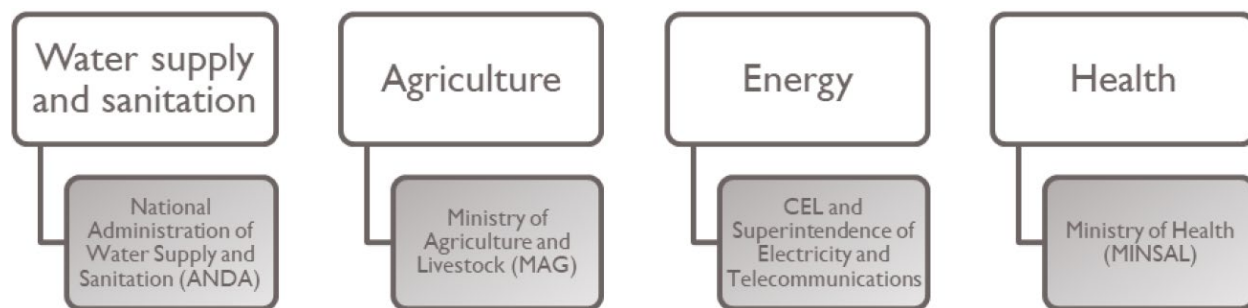 Water supply
and sanitation
National
Administration of
Water Supply and
Sanitation (ANDA)
Agriculture
Ministry of
Agriculture and
Livestock (MAG)
Energy
CEL and
Superintendence of
Electricity and
Telecommunications
Health
Ministry of Health
(MINSAL)